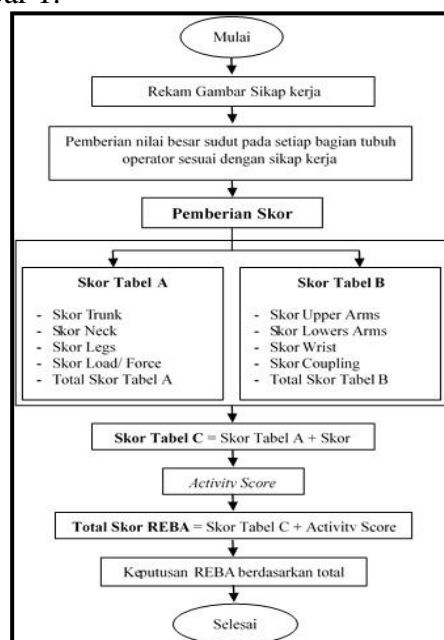 Mulai
Rekam Gambar Sikap kerja
Pemberian nilai besar sudut pada setiap bagian tubuh
operator sesuai dengan sikap kerja
Pemberian Skor
Skor Tabel A
- Skor Trunk
- Skor Neck
- Skor Legs
- Skor Load/ Force
- Total Skor Tabel A
Skor Tabel B
- Skor Upper Arms
- Skor Lowers Arms
- Skor Wrist
- Skor Coupling
- Total Skor Tabel B
Skor Tabel C = Skor Tabel A + Skor
Activity Score
Total Skor REBA = Skor Tabel C + Activity Score
Keputusan REBA berdasarkan total
Selesai